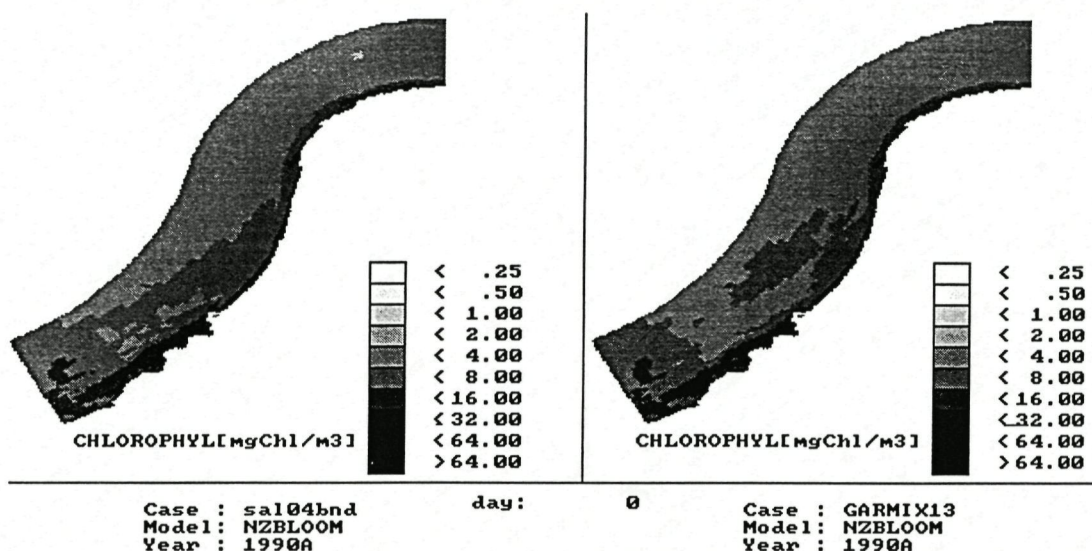 < .25
< .50
< 1.00
< 2.00
< 4.00
< 8.00
<16.00
<32.00
<64.00
>64.00
CHLOROPHYL[mgChl/m3]
< .25
< .50
< 1.00
< 2.00
< 4.00
< 8.00
<16.00
<32.00
<64.00
>64.00
CHLOROPHYL[mgChl/m3]
day: 0
Case : sal04bnd
Model: NZBLOOM
Year : 1990A
Case : GARMIX13
Model: NZBLOOM
Year : 1990A